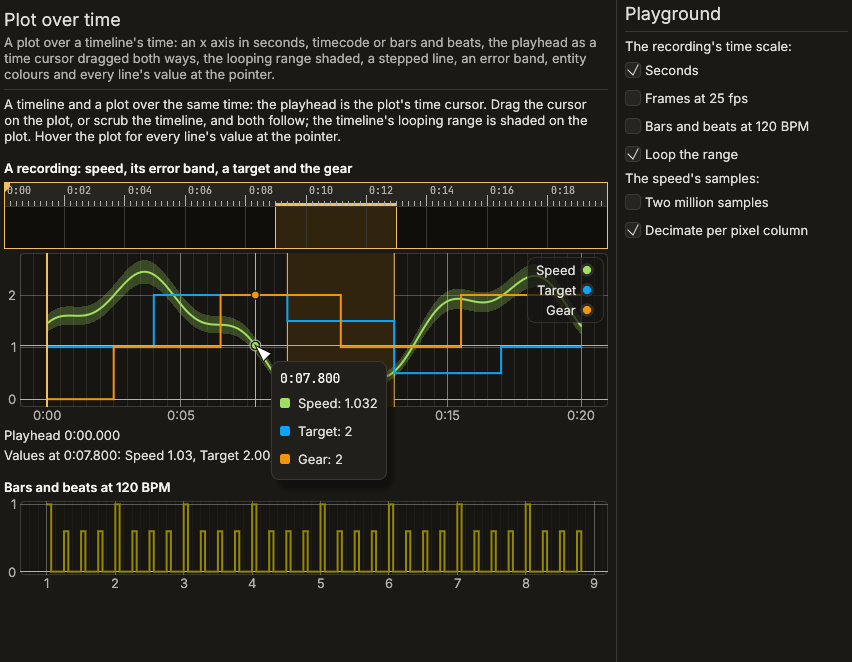 Plot over time
A plot over a timeline's time: an x axis in seconds, timecode or bars and beats, the playhead as a
time cursor dragged both ways, the looping range shaded, a stepped line, an error band, entity
colours and every line's value at the pointer.
A timeline and a plot over the same time: the playhead is the plot's time cursor. Drag the cursor
on the plot, or scrub the timeline, and both follow; the timeline's looping range is shaded on the
plot. Hover the plot for every line's value at the pointer.
A recording: speed, its error band, a target and the gear
0:00 0:02 0:04 0:06 0:08 0:10 0:12 0:14 0:16 0:18
Speed
Target
Gear
2
1
0
0:00 0:05 0:15 0:20
0:07.800
Speed: 1.032
Target: 2
Gear: 2
Playhead 0:00.000
Values at 0:07.800: Speed 1.03, Target 2.00
Bars and beats at 120 BPM
1
0
1 2 3 4 5 6 7 8 9
Playground
The recording's time scale:
Seconds
Frames at 25 fps
Bars and beats at 120 BPM
Loop the range
The speed's samples:
Two million samples
Decimate per pixel column